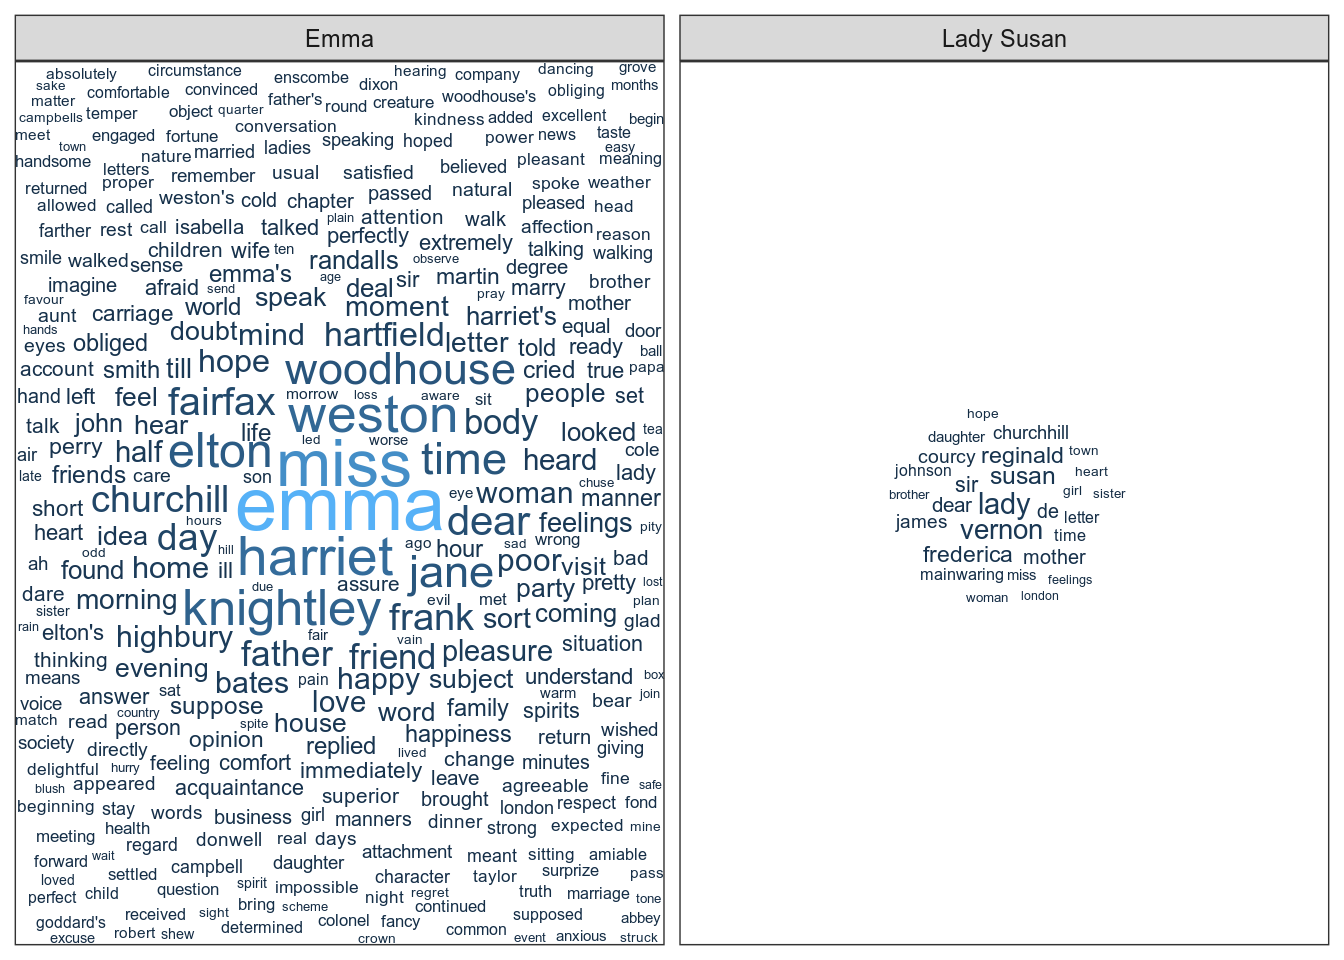 Emma
absolutely circumstance enscombe hearing company dancing grove
sake comfortable convinced dixon months
matter father's round creature woodhouse's obliging
campbells temper object quarter kindness added excellent begin
meet engaged fortune conversation speaking hoped power news taste
town nature married ladies easy
handsome letters remember usual satisfied believed pleasant meaning
returned proper passed natural spoke weather
allowed called weston's cold chapter pleased head
farther rest call isabella talked plain attention walk affection reason
smile walked sense children wife ten perfectly extremely talking walking
imagine afraid send emma's randalls observe sir martin degree brother
favour age deal pray marry
aunt carriage world speak moment harriet's mother
hands doubt mind hartfield letter equal door
eyes obliged told ready ball
account smith till hope woodhouse cried true papa
hand left feel fairfax morrow loss aware sit people set
talk john hear life weston body looked tea
air perry half elton led worse cole
late friends care son miss time heard lady
short churchill emma eye woman chuse manner
heart idea day hours dear feelings pity
ah odd hill harriet ago hour sad wrong
found home ill poor visit bad
dare morning due assure jane party pretty lost
sister knightley evil met plan
rain elton's highbury fair frank sort coming glad
thinking evening father vain friend pleasure situation
means bates pain happy subject understand box
voice answer sat suppose love word family warm spirits bear join
match read country person spite house wished
society directly opinion replied lived happiness return giving
delightful hurry feeling comfort immediately change minutes
blush appeared acquaintance leave agreeable fine safe
beginning stay words business girl superior brought london respect fond
meeting health manners dinner strong expected mine
regard donwell real days
forward wait attachment meant sitting amiable
loved settled campbell daughter character taylor surprize pass
perfect child question spirit impossible night regret truth marriage tone
received sight bring scheme continued supposed abbey
goddard's determined colonel fancy common
excuse robert shew crown event anxious struck
Lady Susan
hope
daughter churchhill
courcy reginald town
johnson sir susan heart
brother lady girl sister
dear de letter
james vernon time
frederica mother
mainwaring miss feelings
woman london